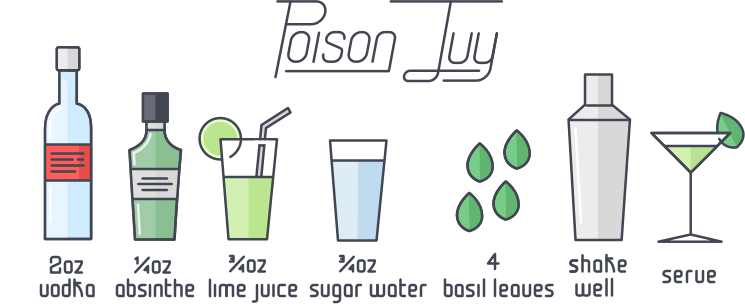 Poison Ivy
2oz
vodka
¼oz
absinthe
¾oz
lime juice
¾oz
sugar water
4
basil leaves
shake
well
serve